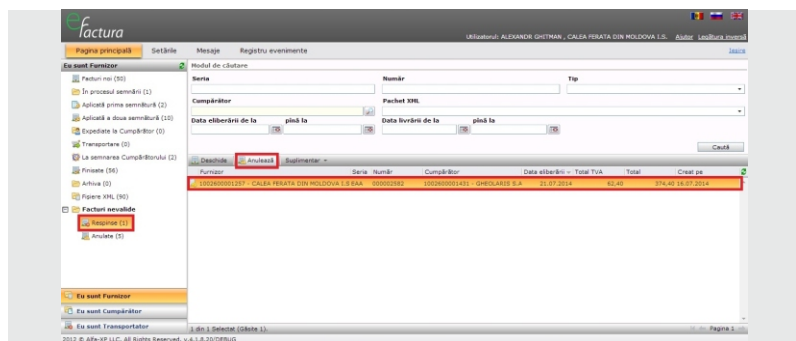 efactura
Utilizatorul: ALEXANDR GHITMAN , CALEA FERATA DIN MOLDOVA I.S. Ajutor Legătura inversă
Pagina principală Setările Mesaje Registru evenimente Ieşire
Eu sunt Furnizor
Facturi noi (50)
În procesul semnării (1)
Aplicată prima semnătură (2)
Aplicată a doua semnătură (10)
Expediate la Cumpărător (0)
Transportare (0)
La semnarea Cumpărătorului (2)
Finisate (56)
Arhiva (0)
Fişiere XML (90)
Facturi nevalide
Respinse (1)
Anulate (5)
Eu sunt Furnizor
Eu sunt Cumpărător
Eu sunt Transportator
Modul de căutare
Seria Număr Tip
Cumpărător Pachet XML
Data eliberării de la pînă la Data livrării de la pînă la
Caută
Deschide Anulează Suplimentar
Furnizor Seria Număr Cumpărător Data eliberării Total TVA Total Creat pe
1002600001257 - CALEA FERATA DIN MOLDOVA I.S EAA 000002582 1002600001431 - GHEOLARIS S.A 21.07.2014 62,40 374,40 16.07.2014
1 din 1 Selectat (Găsite 1). Pagina 1
2012 © Alfa-XP LLC. All Rights Reserved. v.4.1.8.20/DEBUG